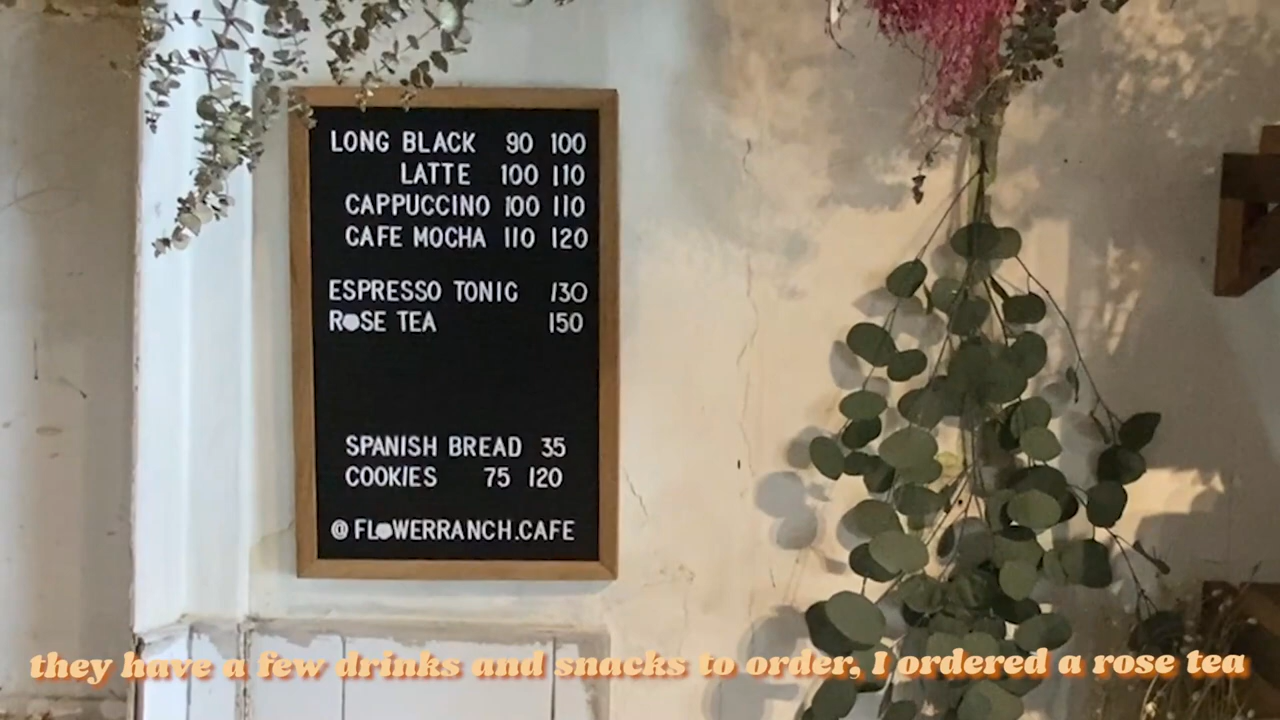 LONG BLACK 90 100
LATTE 100 110
CAPPUCCINO 100 110
CAFE MOCHA 110 120
ESPRESSO TONIC 130
ROSE TEA 150
SPANISH BREAD 35
COOKIES 75 120
@ FLOWERRANCH.CAFE
they have a few drinks and snacks to order, I ordered a rose tea